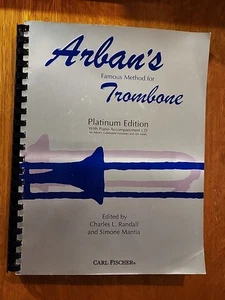 Arban's
Famous Method for
Trombone
Platinum Edition
With Piano Accompaniment CD
Edited by
Charles L. Randall
and Simone Mantia
CARL FISCHER